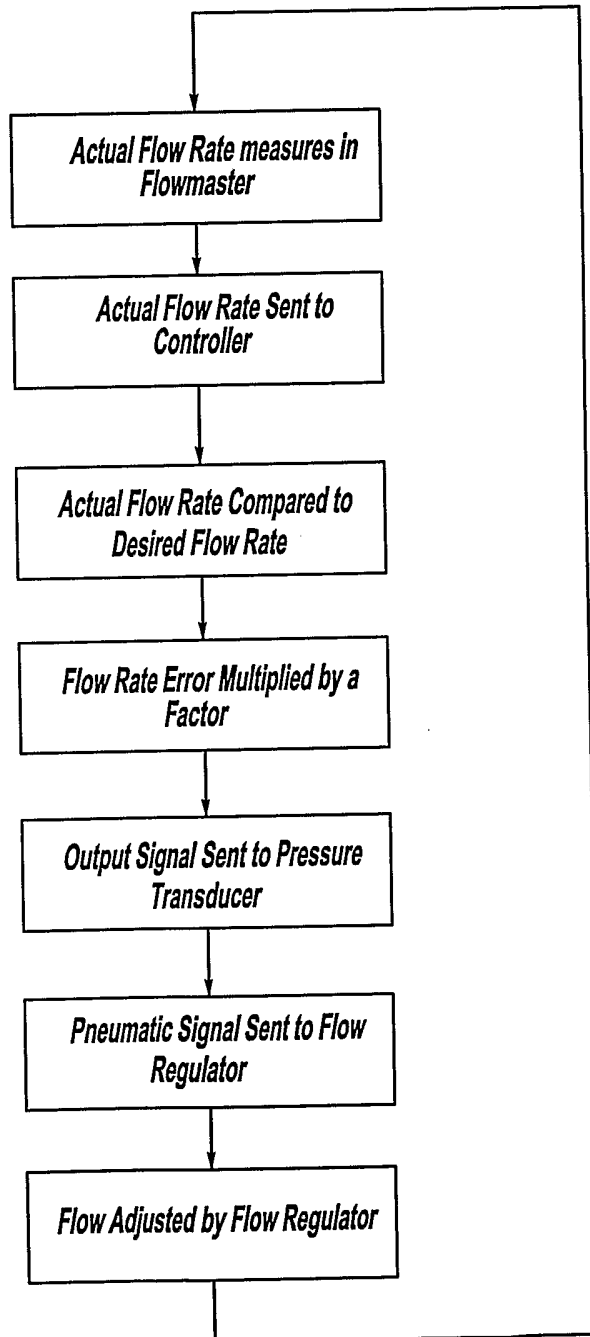 Actual Flow Rate measures in
Flowmaster
Actual Flow Rate Sent to
Controller
Actual Flow Rate Compared to
Desired Flow Rate
Flow Rate Error Multiplied by a
Factor
Output Signal Sent to Pressure
Transducer
Pneumatic Signal Sent to Flow
Regulator
Flow Adjusted by Flow Regulator